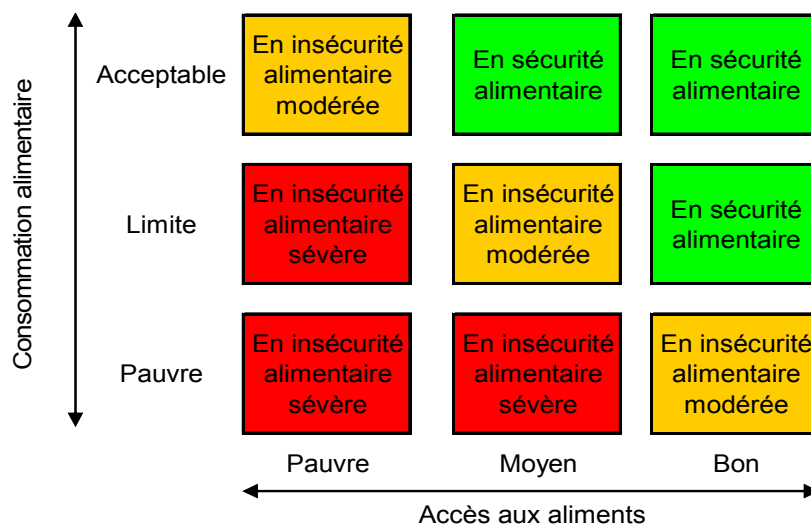 Consommation alimentaire
Acceptable
En insécurité
alimentaire
modérée
En sécurité
alimentaire
En sécurité
alimentaire
Limite
En insécurité
alimentaire
sévère
En insécurité
alimentaire
modérée
En sécurité
alimentaire
Pauvre
En insécurité
alimentaire
sévère
En insécurité
alimentaire
sévère
En insécurité
alimentaire
modérée
Pauvre
Moyen
Bon
Accès aux aliments